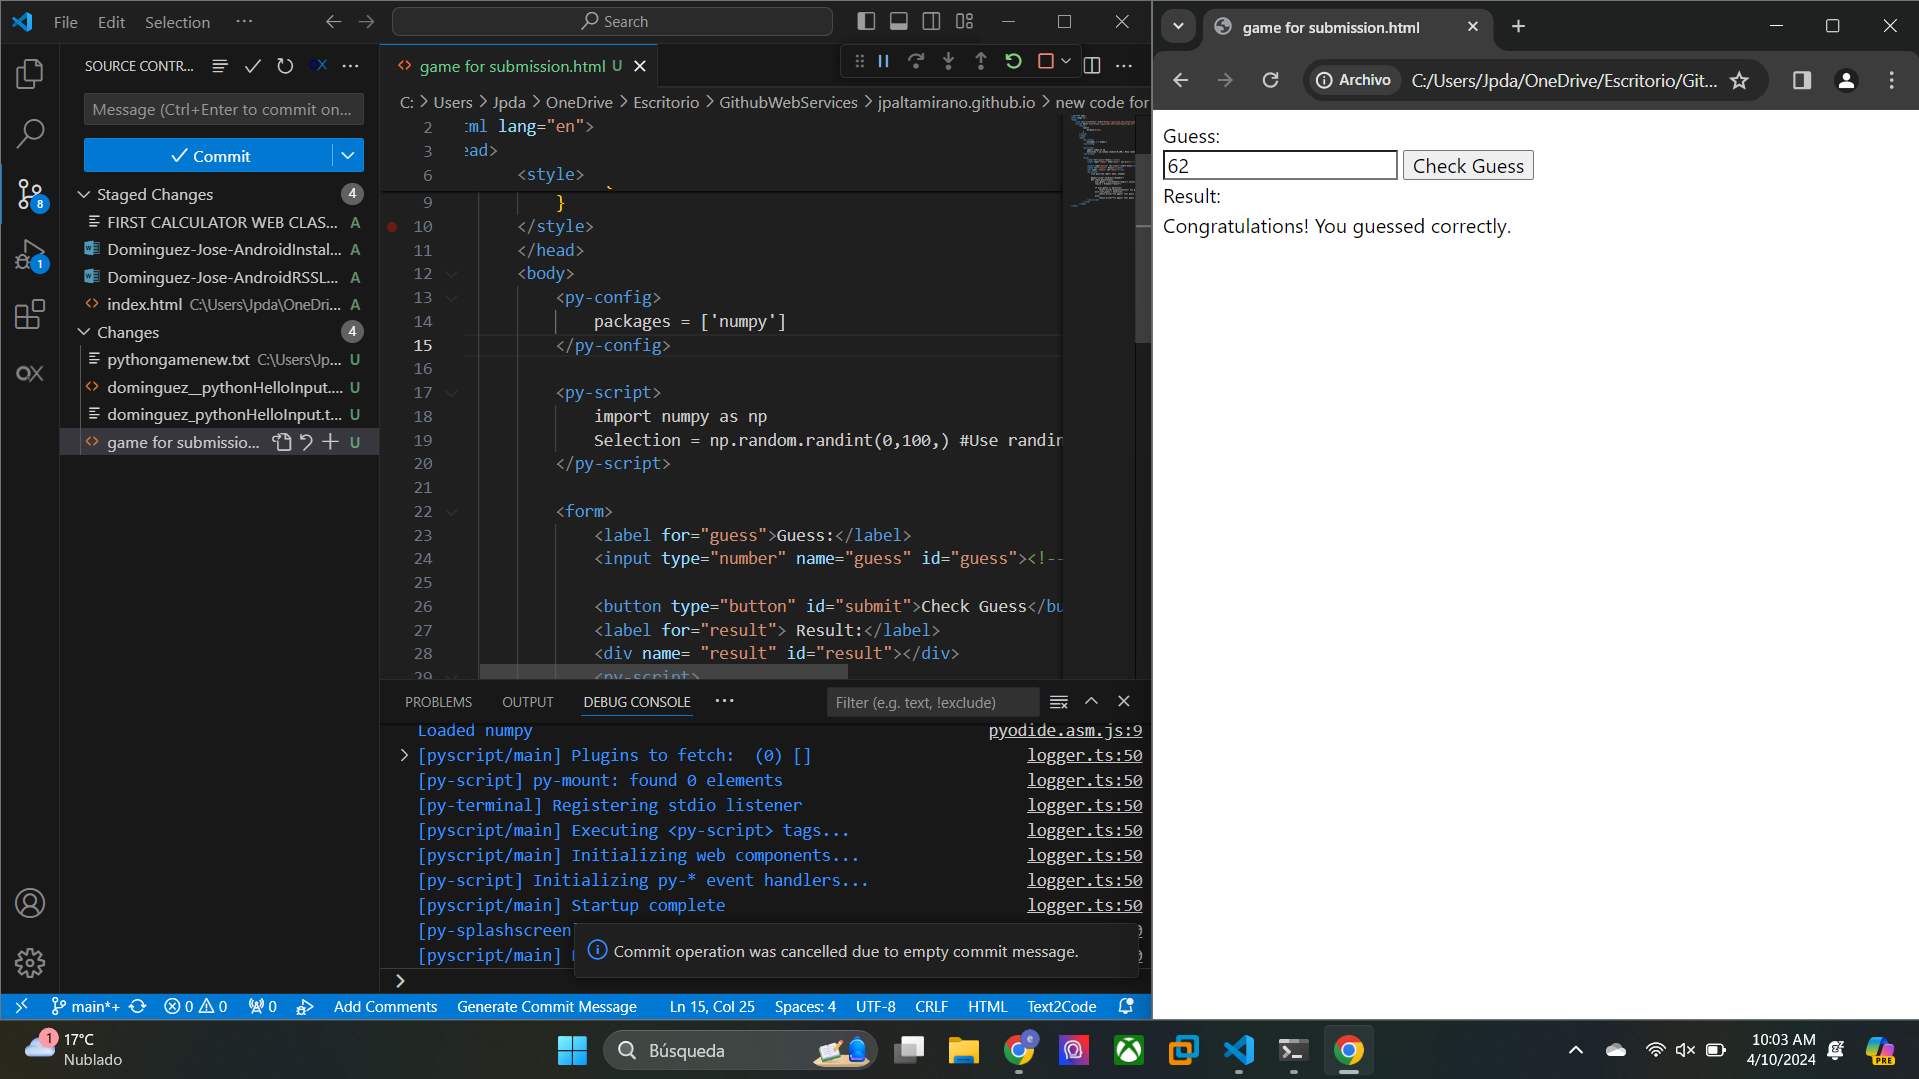 File Edit Selection ··· Search
SOURCE CONTR...
Message (Ctrl+Enter to commit on...
Commit
Staged Changes 4
FIRST CALCULATOR WEB CLAS... A
Dominguez-Jose-AndroidInstal... A
Dominguez-Jose-AndroidRSSL... A
index.html C:\Users\Jpda\OneDri... A
Changes 4
pythongamenew.txt C:\Users\Jp... U
dominguez__pythonHelloInput.... U
dominguez_pythonHelloInput.t... U
game for submissio... U
8
1
game for submission.html U
C: > Users > Jpda > OneDrive > Escritorio > GithubWebServices > jpaltamirano.github.io > new code for
2 :ml lang="en">
3 ead>
6 <style>
9 }
10 </style>
11 </head>
12 <body>
13 <py-config>
14 packages = ['numpy']
15 </py-config>
16
17 <py-script>
18 import numpy as np
19 Selection = np.random.randint(0,100,) #Use randin
20 </py-script>
21
22 <form>
23 <label for="guess">Guess:</label>
24 <input type="number" name="guess" id="guess"><!--
25
26 <button type="button" id="submit">Check Guess</bu
27 <label for="result"> Result:</label>
28 <div name= "result" id="result"></div>
29 <py-script>
PROBLEMS OUTPUT DEBUG CONSOLE ··· Filter (e.g. text, !exclude)
Loaded numpy pyodide.asm.js:9
[pyscript/main] Plugins to fetch: (0) [] logger.ts:50
[py-script] py-mount: found 0 elements logger.ts:50
[py-terminal] Registering stdio listener logger.ts:50
[pyscript/main] Executing <py-script> tags... logger.ts:50
[pyscript/main] Initializing web components... logger.ts:50
[py-script] Initializing py-* event handlers... logger.ts:50
[pyscript/main] Startup complete logger.ts:50
[py-splashscreen
[pyscript/main]
Commit operation was cancelled due to empty commit message.
main*+ 0 0 0 Add Comments Generate Commit Message Ln 15, Col 25 Spaces: 4 UTF-8 CRLF HTML Text2Code
game for submission.html
Archivo C:/Users/Jpda/OneDrive/Escritorio/Git...
Guess:
62 Check Guess
Result:
Congratulations! You guessed correctly.
1
17°C
Nublado
Búsqueda
e
PRE
10:03 AM
4/10/2024